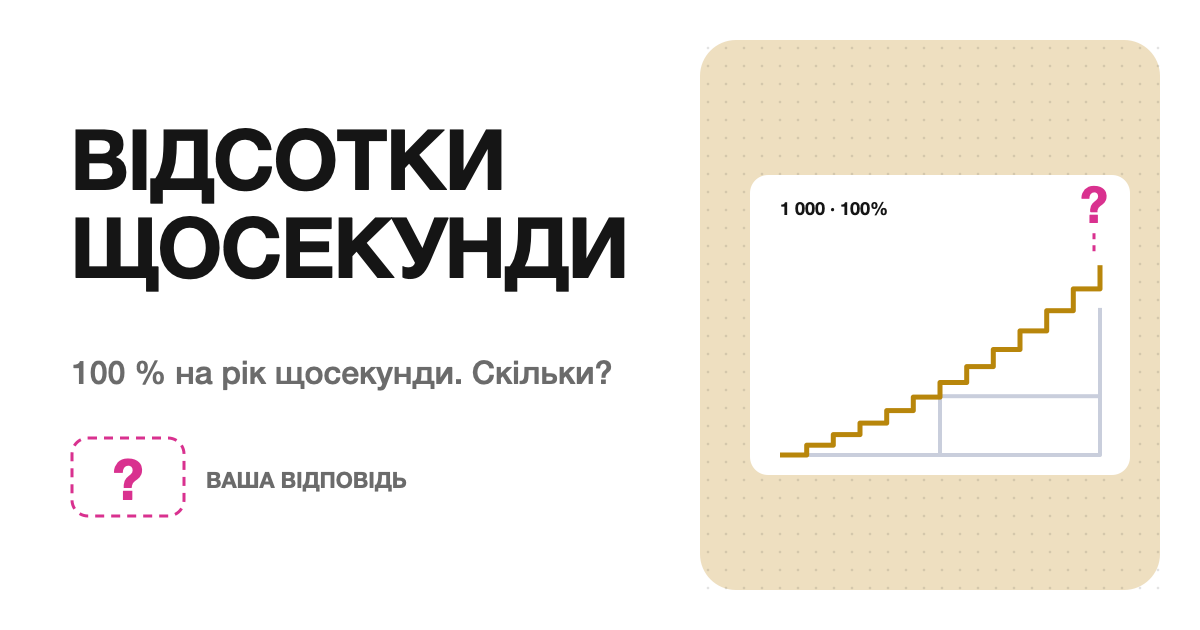 ВІДСОТКИ
ЩОСЕКУНДИ
100 % на рік щосекунди. Скільки?
?
ВАША ВІДПОВІДЬ
1 000 · 100%
?